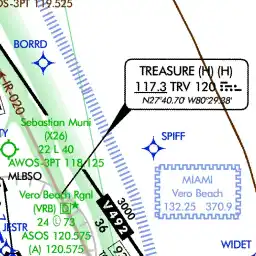 OS-3PT 119.525
BORRD
IR-020
TREASURE (H) (H)
117.3 TRV 120
N27°40.70' W80°29.38'
Sebastian Muni
(X26)
22 L 40
AWOS-3PT 118.125
SPIFF
MLBSO
MIAMI
Vero Beach
132.25 370.9
Vero Beach Rgnl
(VRB) D
24 73
ASOS 120.575
(A) 120.575
V492
3000
36
JESTR
WIDET